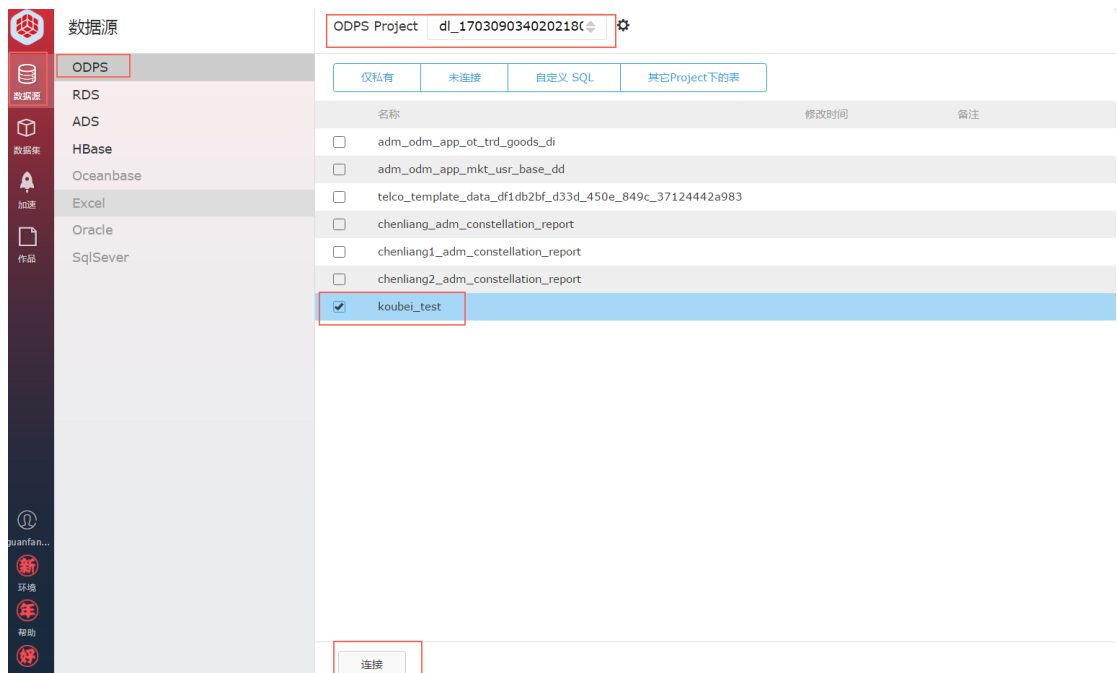 数据源
ODPS Project dl_1703090340202180
数据源
ODPS
RDS
ADS
HBase
Oceanbase
Excel
Oracle
SqlSever
数据集
加速
作品
仅私有 未连接 自定义 SQL 其它Project下的表
名称 修改时间 备注
adm_odm_app_ot_trd_goods_di
adm_odm_app_mkt_usr_base_dd
telco_template_data_df1db2bf_d33d_450e_849c_37124442a983
chenliang_adm_constellation_report
chenliang1_adm_constellation_report
chenliang2_adm_constellation_report
koubei_test
guanfan...
新
环境
年
帮助
好
连接